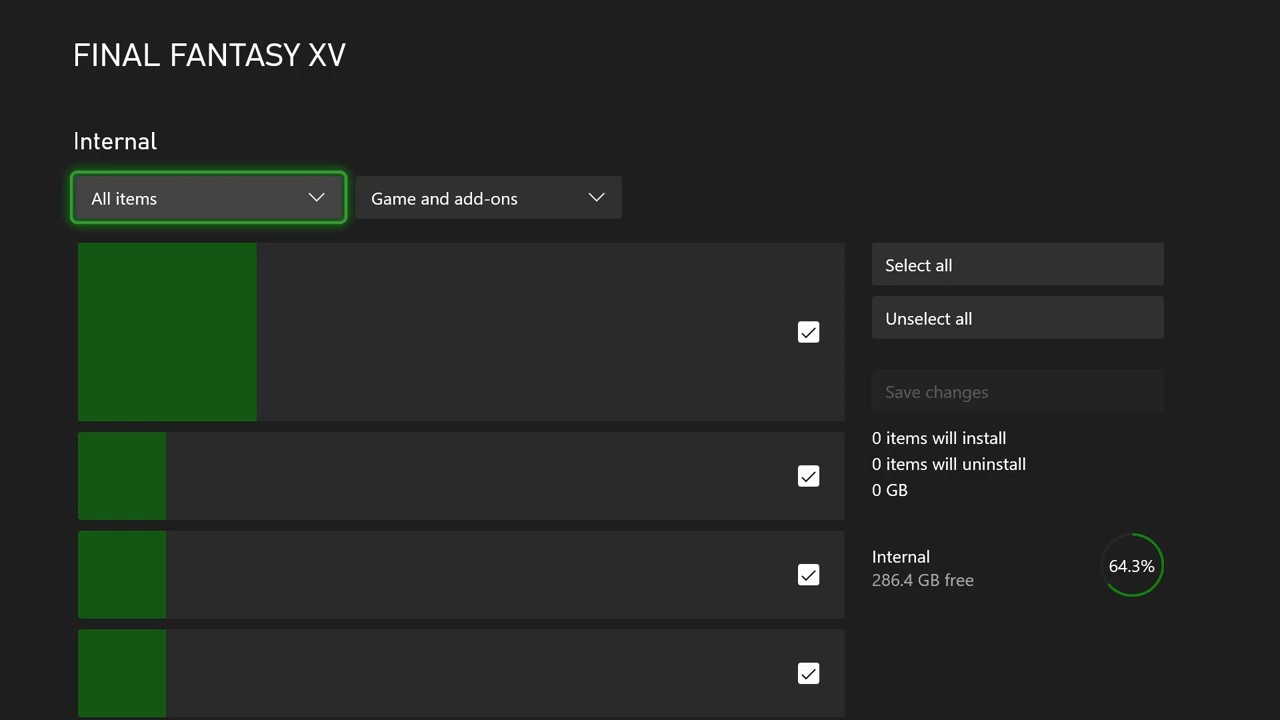 FINAL FANTASY XV
Internal
All items
Game and add-ons
Select all
Unselect all
Save changes
0 items will install
0 items will uninstall
0 GB
Internal
286.4 GB free
64.3%